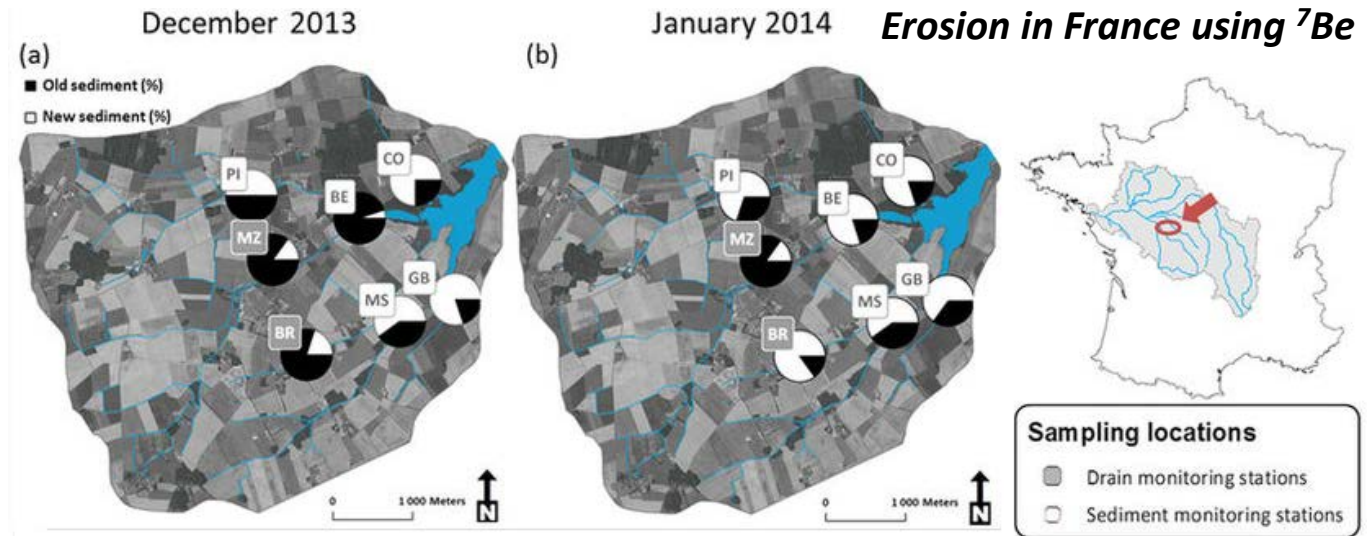 December 2013
January 2014
Erosion in France using ⁷Be
(a)
Old sediment (%)
New sediment (%)
PI
CO
BE
MZ
GB
MS
BR
0 1 000 Meters
N
(b)
PI
CO
BE
MZ
GB
MS
BR
0 1 000 Meters
N
Sampling locations
Drain monitoring stations
Sediment monitoring stations